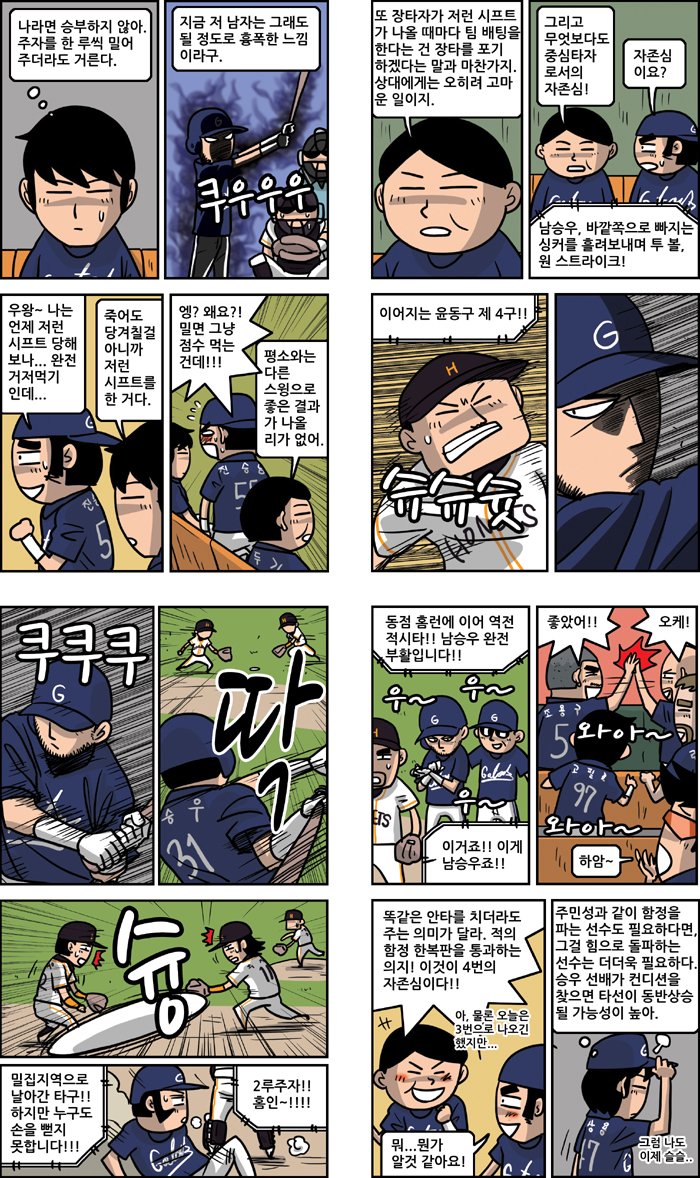 나라면 승부하지 않아.
주자를 한 루씩 밀어
주더라도 거른다.
지금 저 남자는 그래도
될 정도로 흉폭한 느낌
이라구.
G
쿠우우우
우왕~ 나는
언제 저런
시프트 당해
보나... 완전
거저먹기
인데...
죽어도
당겨칠걸
아니까
저런
시프트를
한 거다.
엥? 왜요?!
밀면 그냥
점수 먹는
건데!!!
평소와는
다른
스윙으로
좋은 결과
가 나올
리가 없어.
또 장타자가 저런 시프트
가 나올 때마다 팀 배팅을
한다는 건 장타를 포기
하겠다는 말과 마찬가지.
상대에게는 오히려 고마
운 일이지.
그리고
무엇보다도
중심타자
로서의
자존심!
자존심
이요?
남승우, 바깥쪽으로 빠지는
싱커를 흘려보내며 투 볼,
원 스트라이크!
이어지는 윤동구 제 4구!!
H
G
슈슈슛
쿠쿠쿠
G
딱
승우
31
슝
밀집지역으로
날아간 타구!!
하지만 누구도
손을 뻗지
못합니다!!!
2루주자!!
홈인~!!!!
동점 홈런에 이어 역전
적시타!! 남승우 완전
부활입니다!!
우~
우~
우~
이거죠!! 이게
남승우죠!!
좋았어!!
오케!
조용구
5
와아~
97
와아~
하암~
똑같은 안타를 치더라도
주는 의미가 달라. 적의
함정 한복판을 통과하는
의지! 이것이 4번의
자존심이다!!
아, 물론 오늘은
3번으로 나오긴
했지만...
뭐...뭔가
알것 같아요!
주민성과 같이 함정을
파는 선수도 필요하다면,
그걸 힘으로 돌파하는
선수는 더더욱 필요하다.
승우 선배가 컨디션을
찾으면 타선이 동반상승
될 가능성이 높아.
47
그럼 나도
이제 슬슬..